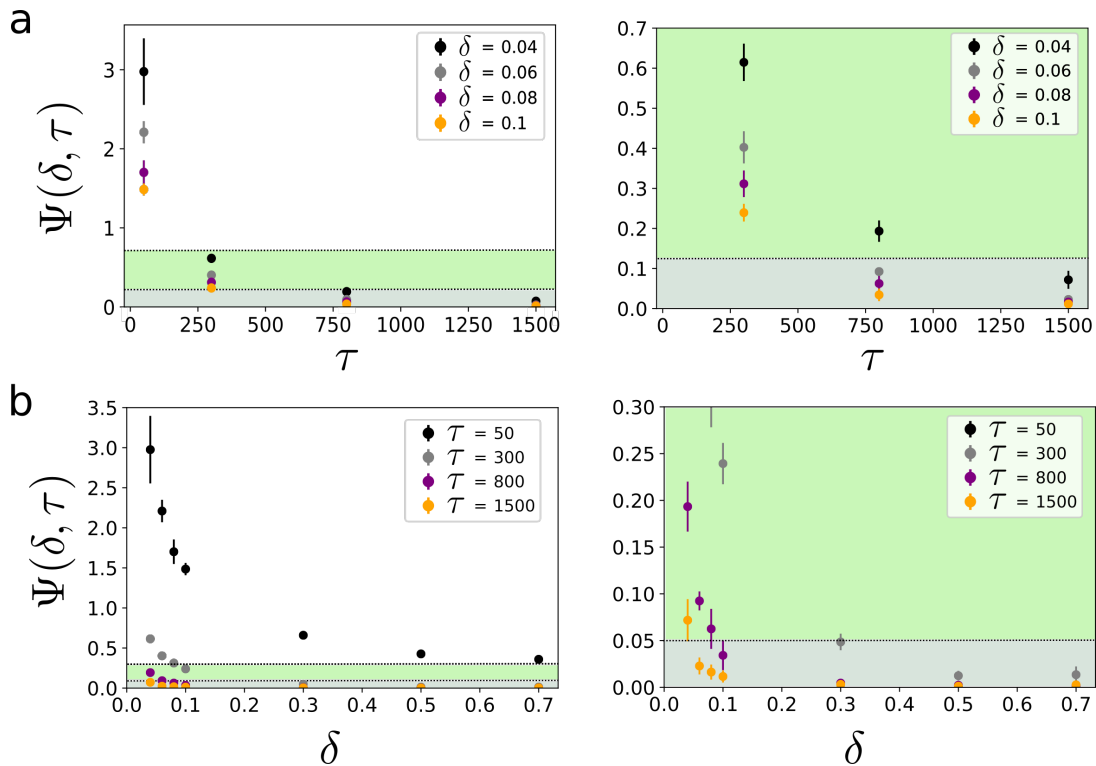 a
Ψ(δ, τ)
3
2
1
0
0 250 500 750 1000 1250 1500
τ
δ = 0.04
δ = 0.06
δ = 0.08
δ = 0.1
0.7
0.6
0.5
0.4
0.3
0.2
0.1
0.0
0 250 500 750 1000 1250 1500
τ
δ = 0.04
δ = 0.06
δ = 0.08
δ = 0.1
b
Ψ(δ, τ)
3.5
3.0
2.5
2.0
1.5
1.0
0.5
0.0
0.0 0.1 0.2 0.3 0.4 0.5 0.6 0.7
δ
τ = 50
τ = 300
τ = 800
τ = 1500
0.30
0.25
0.20
0.15
0.10
0.05
0.00
0.0 0.1 0.2 0.3 0.4 0.5 0.6 0.7
δ
τ = 50
τ = 300
τ = 800
τ = 1500